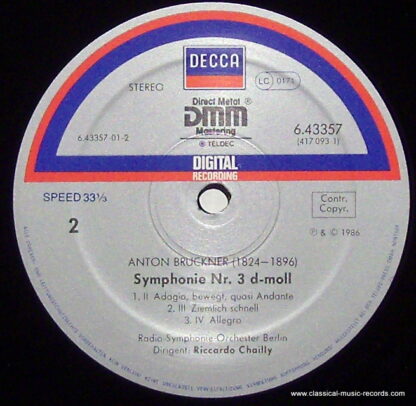 DECCA
STEREO
LC 0171
Direct Metal ®
DMM
Mastering
® TELDEC
6.43357-01-2
6.43357
(417 093-1)
DIGITAL
RECORDING
SPEED 33⅓
2
Contr.
Copyr.
℗ & © 1986
ANTON BRUCKNER (1824—1896)
Symphonie Nr. 3 d-moll
1. II Adagio, bewegt, quasi Andante
2. III Ziemlich schnell
3. IV Allegro
Radio-Symphonie-Orchester Berlin
Dirigent: Riccardo Chailly
www.classical-music-records.com